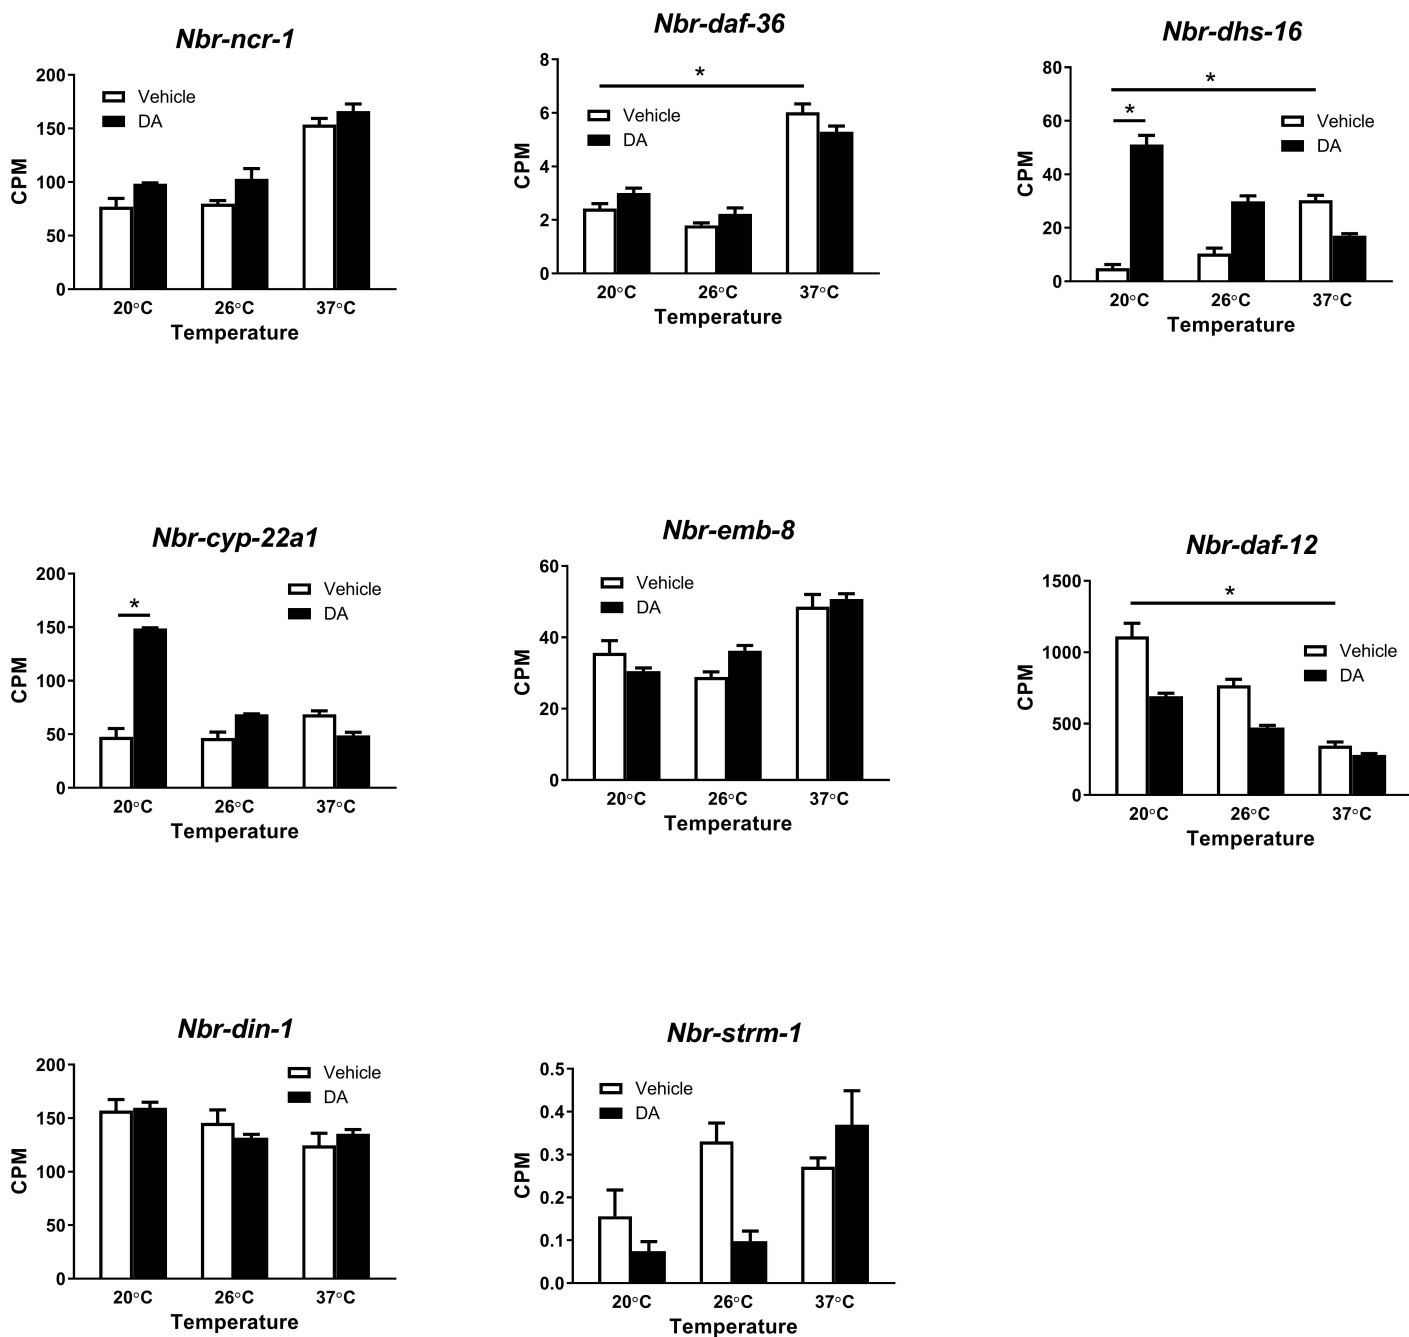 Nbr-ncr-1
200
150
100
50
0
CPM
Vehicle
DA
20°C 26°C 37°C
Temperature
Nbr-daf-36
8
6
4
2
0
CPM
*
Vehicle
DA
20°C 26°C 37°C
Temperature
Nbr-dhs-16
80
60
40
20
0
CPM
*
*
Vehicle
DA
20°C 26°C 37°C
Temperature
Nbr-cyp-22a1
200
150
100
50
0
CPM
*
Vehicle
DA
20°C 26°C 37°C
Temperature
Nbr-emb-8
60
40
20
0
CPM
Vehicle
DA
20°C 26°C 37°C
Temperature
Nbr-daf-12
1500
1000
500
0
CPM
*
Vehicle
DA
20°C 26°C 37°C
Temperature
Nbr-din-1
200
150
100
50
0
CPM
Vehicle
DA
20°C 26°C 37°C
Temperature
Nbr-strm-1
0.5
0.4
0.3
0.2
0.1
0.0
CPM
Vehicle
DA
20°C 26°C 37°C
Temperature